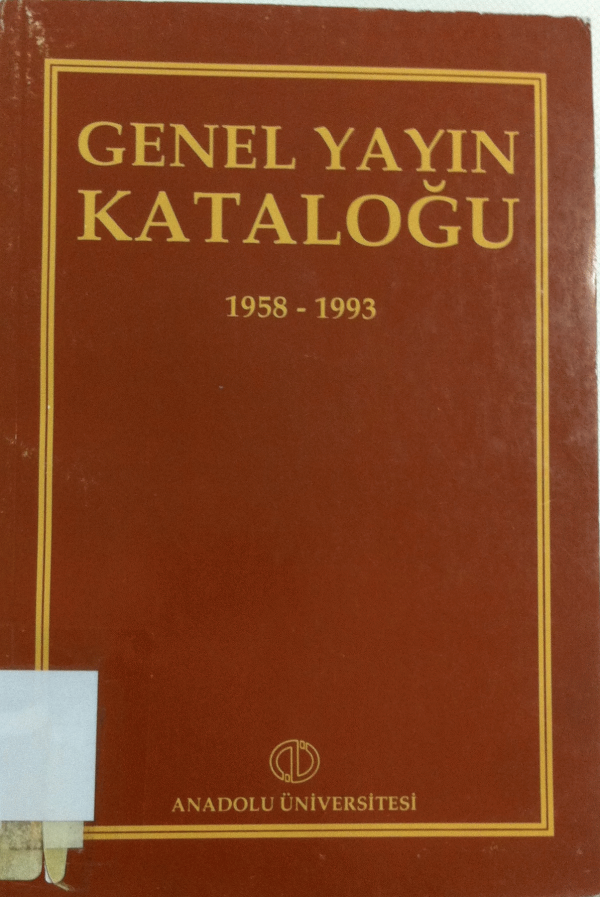 GENEL YAYIN
KATALOĞU
1958 - 1993
ANADOLU ÜNİVERSİTESİ